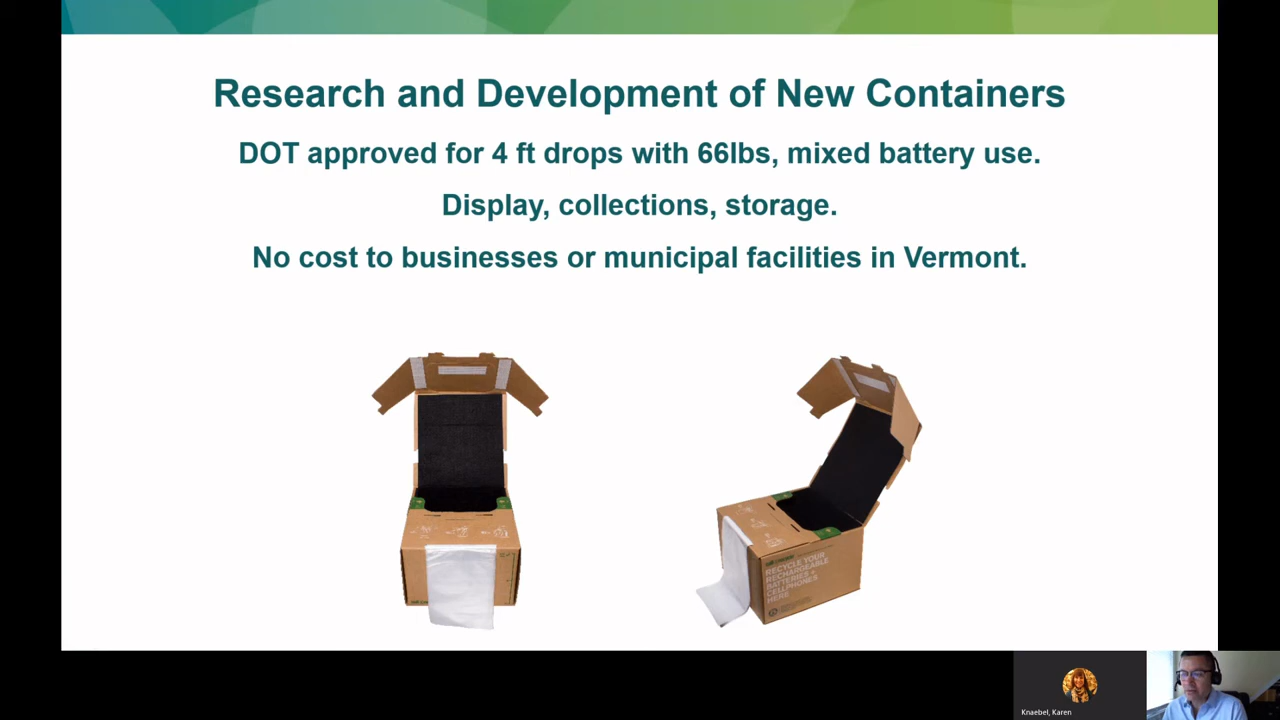 Research and Development of New Containers
DOT approved for 4 ft drops with 66lbs, mixed battery use.
Display, collections, storage.
No cost to businesses or municipal facilities in Vermont.
RECYCLE YOUR
RECHARGEABLE
BATTERIES +
CELLPHONES
HERE
Knaebel, Karen